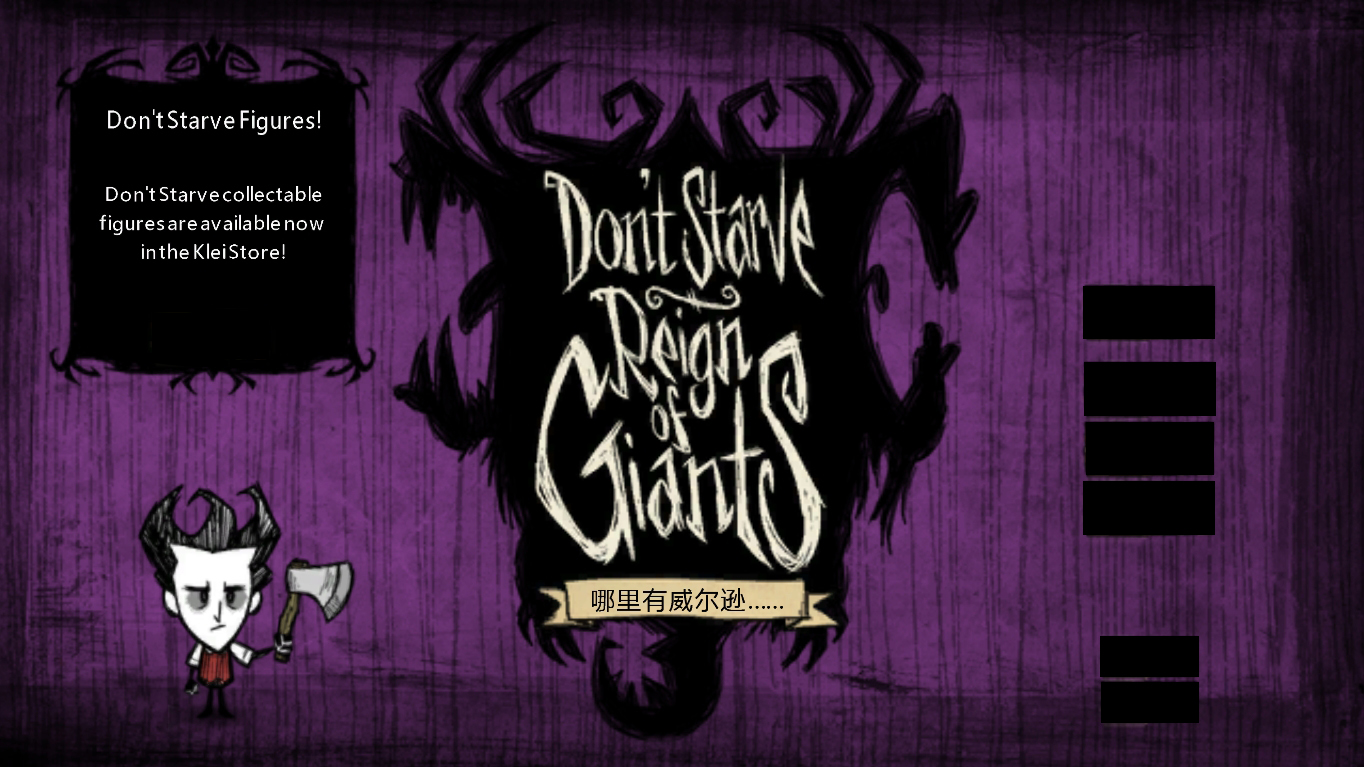 Don't Starve Figures!
Don't Starve collectable
figures are available now
in the Klei Store!
Don't Starve
Reign
of
Giants
哪里有威尔逊……